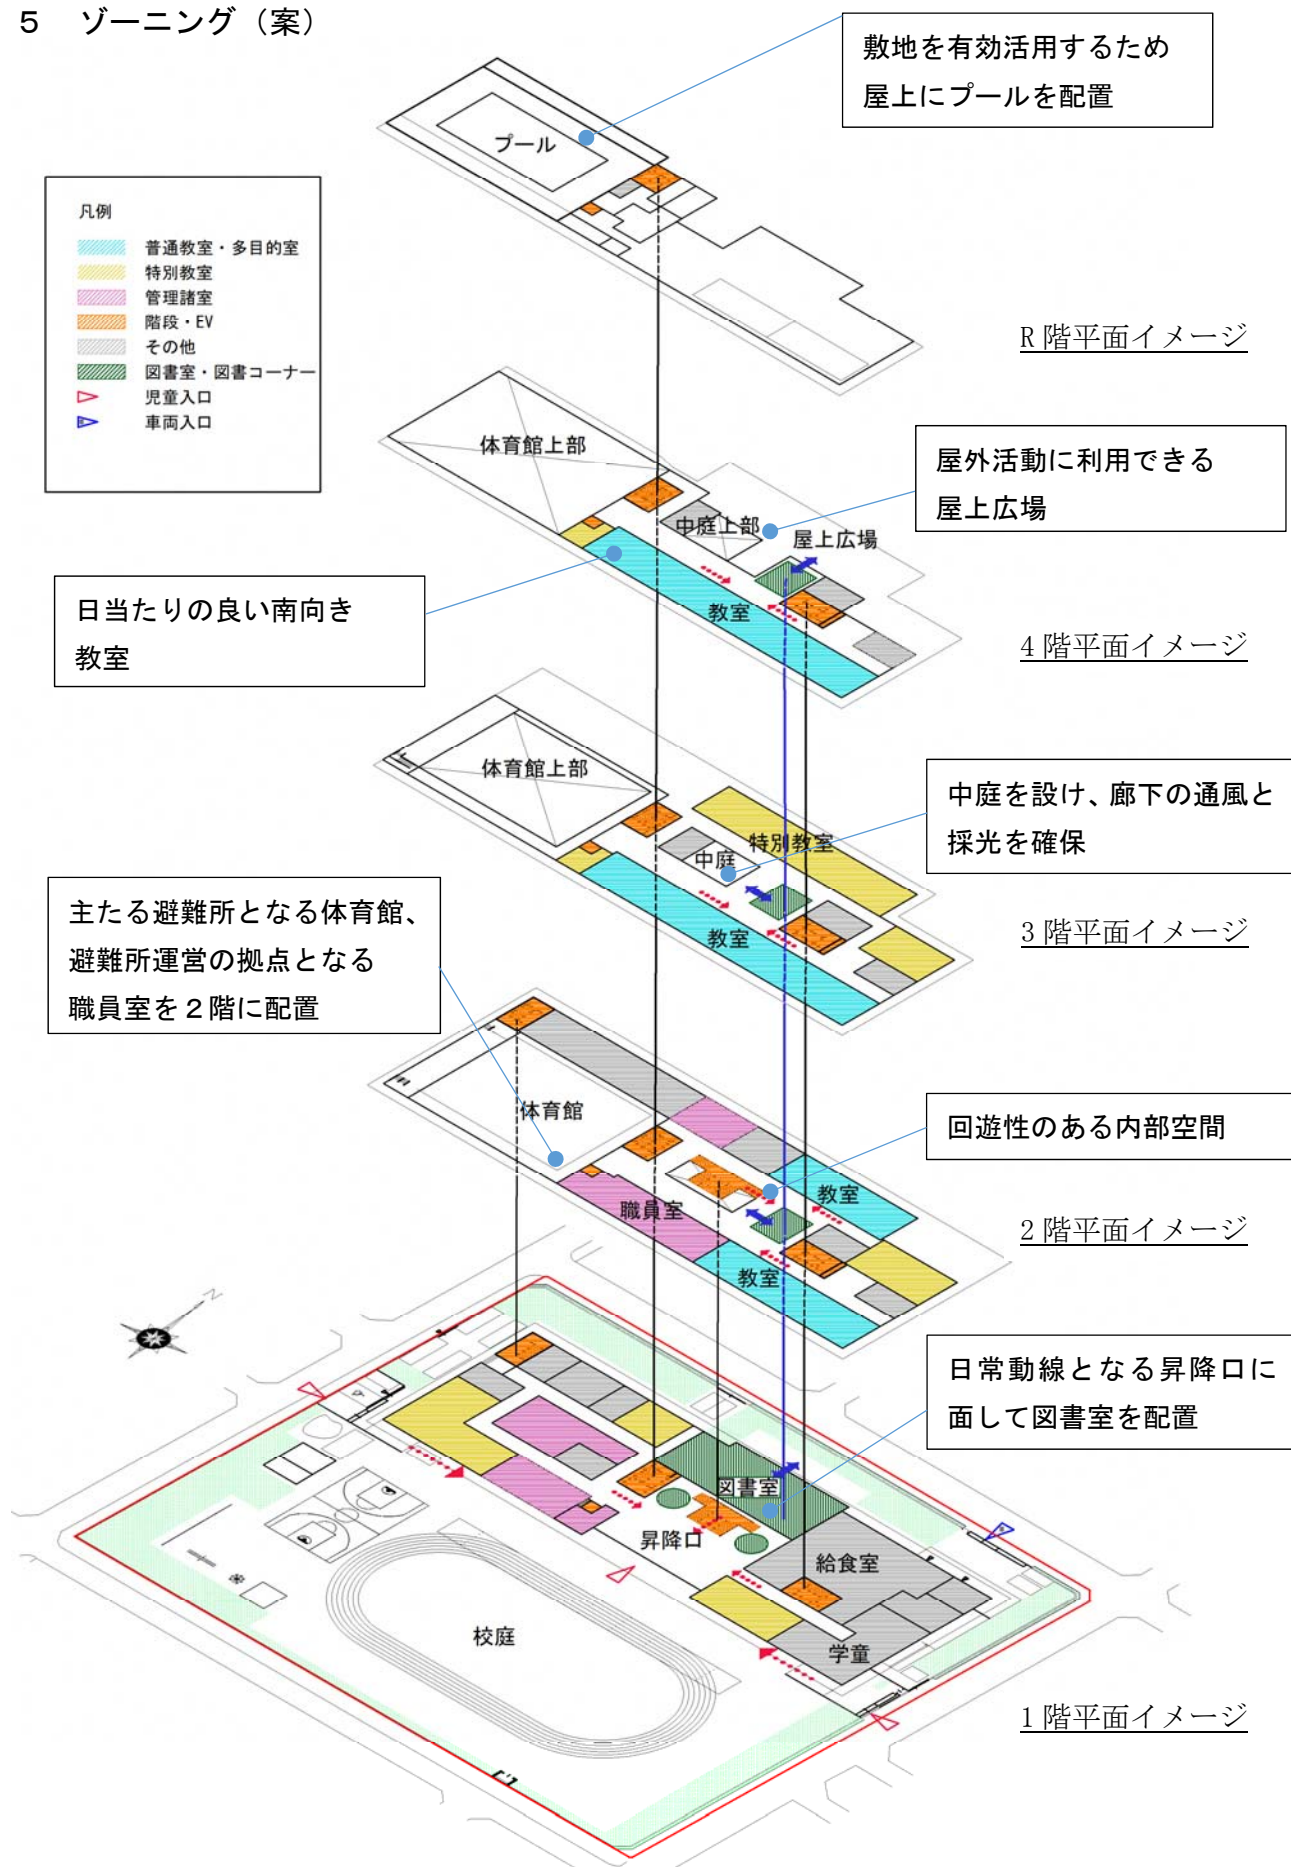 ５　ゾーニング（案）
敷地を有効活用するため
屋上にプールを配置
プール
凡例
普通教室・多目的室
特別教室
管理諸室
階段・EV
その他
図書室・図書コーナー
児童入口
車両入口
R 階平面イメージ
体育館上部
中庭上部
屋上広場
教室
屋外活動に利用できる
屋上広場
日当たりの良い南向き
教室
4 階平面イメージ
体育館上部
特別教室
中庭
教室
中庭を設け、廊下の通風と
採光を確保
3 階平面イメージ
主たる避難所となる体育館、
避難所運営の拠点となる
職員室を２階に配置
体育館
職員室
教室
教室
回遊性のある内部空間
2 階平面イメージ
N
日常動線となる昇降口に
面して図書室を配置
図書室
昇降口
給食室
学童
校庭
1 階平面イメージ